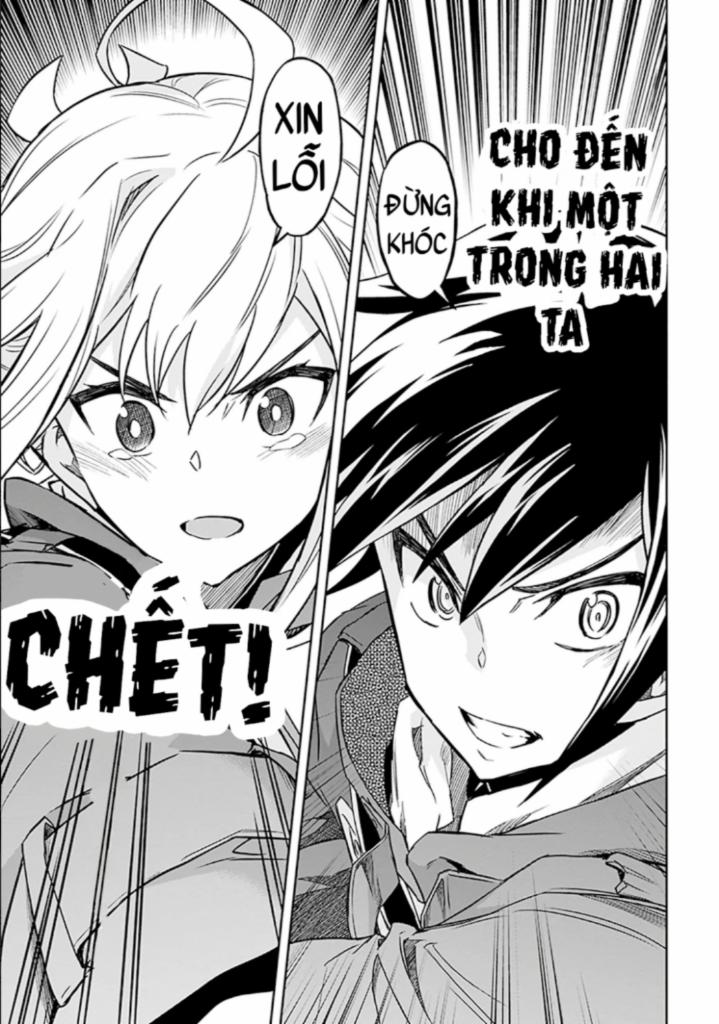 CHO ĐẾN
KHI MỘT
TRONG HAI
TA
ĐỪNG
KHÓC
XIN
LỖI
CHẾT!